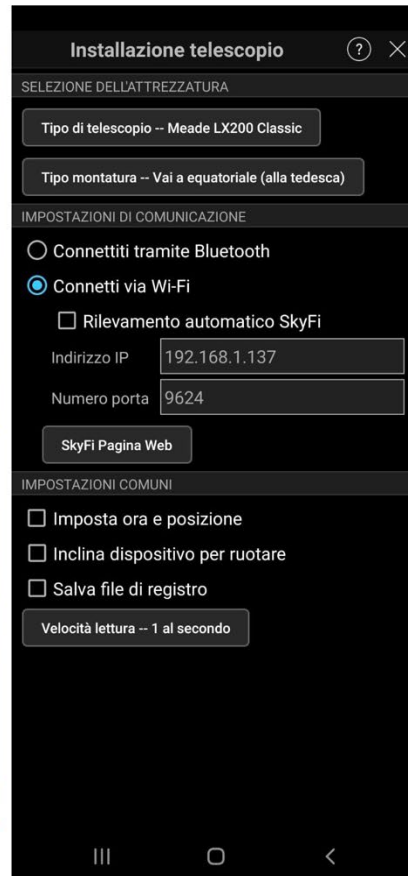 Installazione telescopio ?
SELEZIONE DELL'ATTREZZATURA
Tipo di telescopio -- Meade LX200 Classic
Tipo montatura -- Vai a equatoriale (alla tedesca)
IMPOSTAZIONI DI COMUNICAZIONE
Connettiti tramite Bluetooth
Connetti via Wi-Fi
Rilevamento automatico SkyFi
Indirizzo IP 192.168.1.137
Numero porta 9624
SkyFi Pagina Web
IMPOSTAZIONI COMUNI
Imposta ora e posizione
Inclina dispositivo per ruotare
Salva file di registro
Velocità lettura -- 1 al secondo